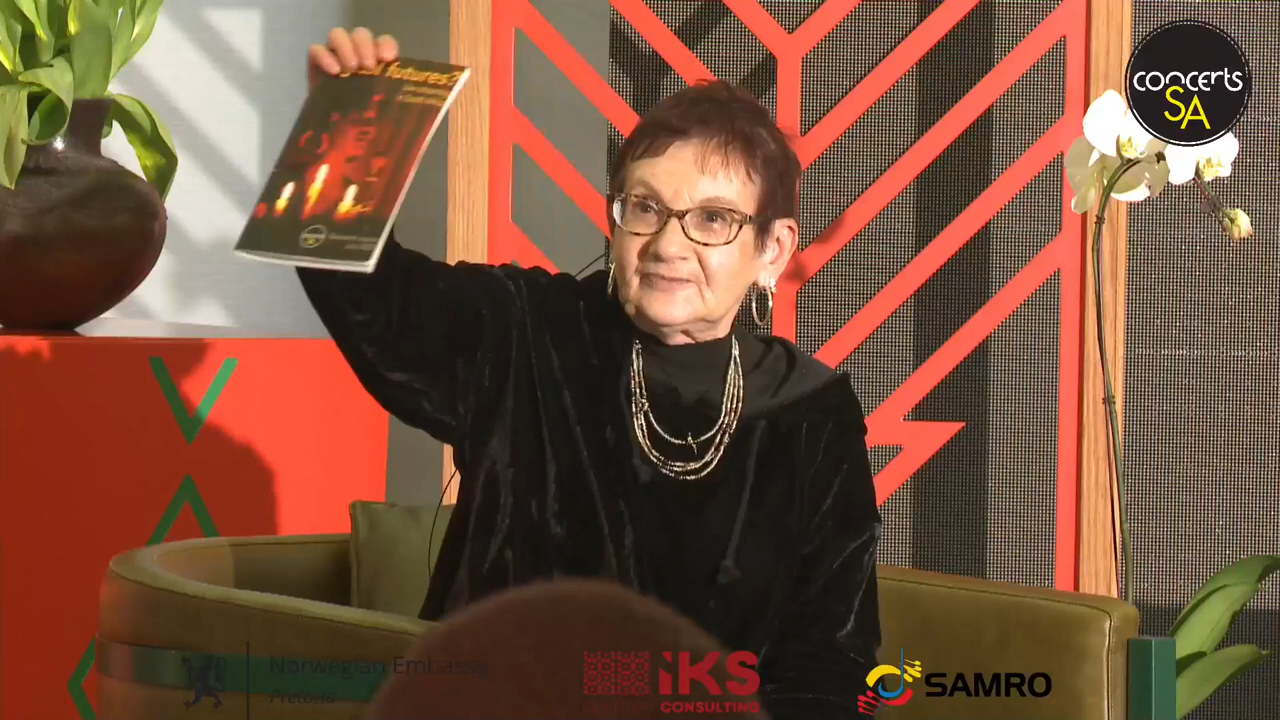 futures?
concerts
SA
Norwegian Embassy
Pretoria
iKS
CONSULTING
SAMRO